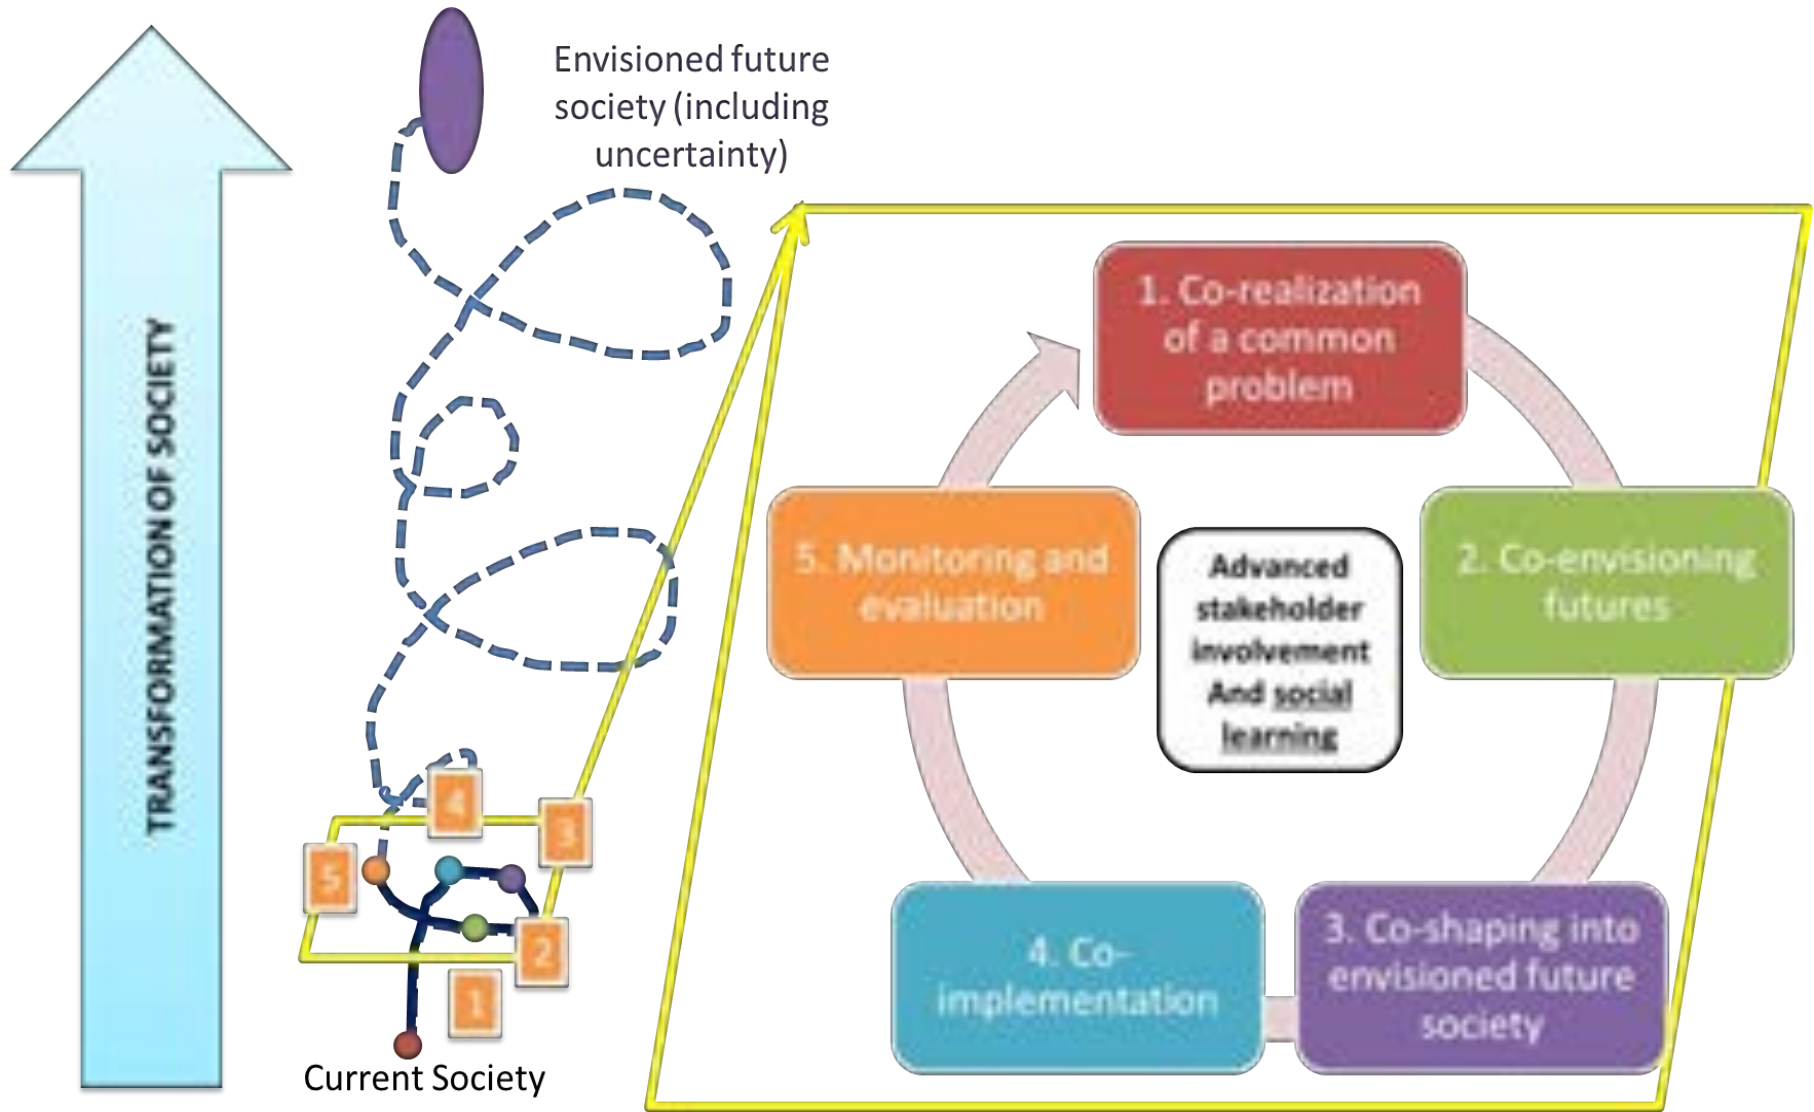 TRANSFORMATION OF SOCIETY
Envisioned future
society (including
uncertainty)
4
3
5
2
1
Current Society
1. Co-realization
of a common
problem
2. Co-envisioning
futures
3. Co-shaping into
envisioned future
society
4. Co-
implementation
5. Monitoring and
evaluation
Advanced
stakeholder
involvement
And social
learning